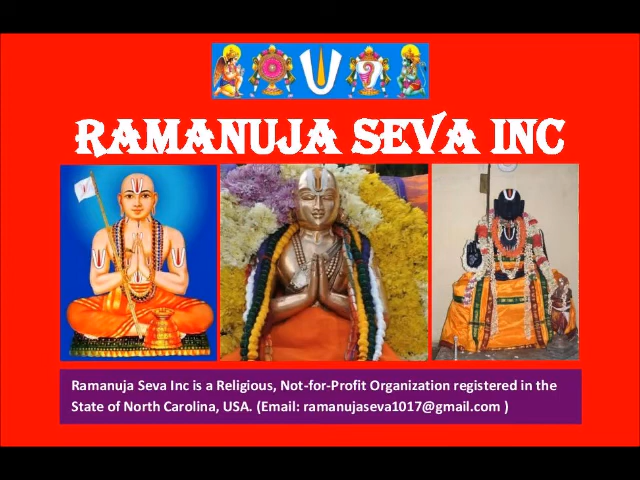 RAMANUJA SEVA INC
Ramanuja Seva Inc is a Religious, Not-for-Profit Organization registered in the
State of North Carolina, USA. (Email: ramanujaseva1017@gmail.com )